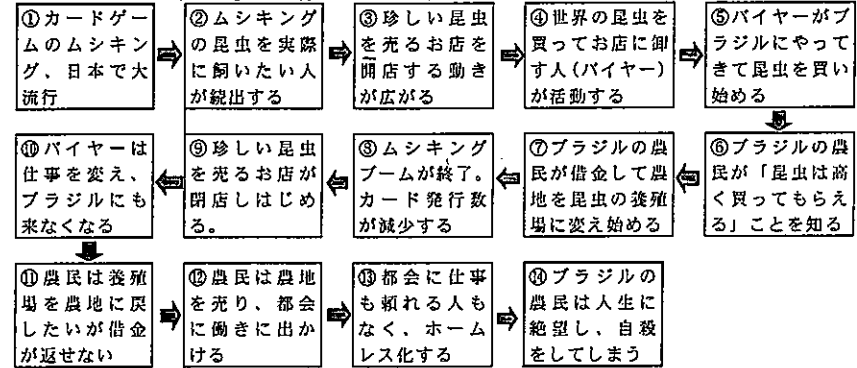 ①カードゲー
ムのムシキン
グ、日本で大
流行
②ムシキング
の昆虫を実際
に飼いたい人
が続出する
③珍しい昆虫
を売るお店を
開店する動き
が広がる
④世界の昆虫を
買ってお店に卸
す人(バイヤー)
が活動する
⑤バイヤーがブ
ラジルにやって
きて昆虫を買い
始める
⑥ブラジルの農
民が「昆虫は高
く買ってもらえ
る」ことを知る
⑦ブラジルの農
民が借金して農
地を昆虫の養殖
場に変え始める
⑧ムシキング
ブームが終了。
カード発行数
が減少する
⑨珍しい昆虫
を売るお店が
閉店しはじめ
る。
⑩バイヤーは
仕事を変え、
ブラジルにも
来なくなる
⑪農民は養殖
場を農地に戻
したいが借金
が返せない
⑫農民は農地
を売り、都会
に働きに出か
ける
⑬都会に仕事
も頼れる人も
なく、ホーム
レス化する
⑭ブラジルの
農民は人生に
絶望し、自殺
をしてしまう